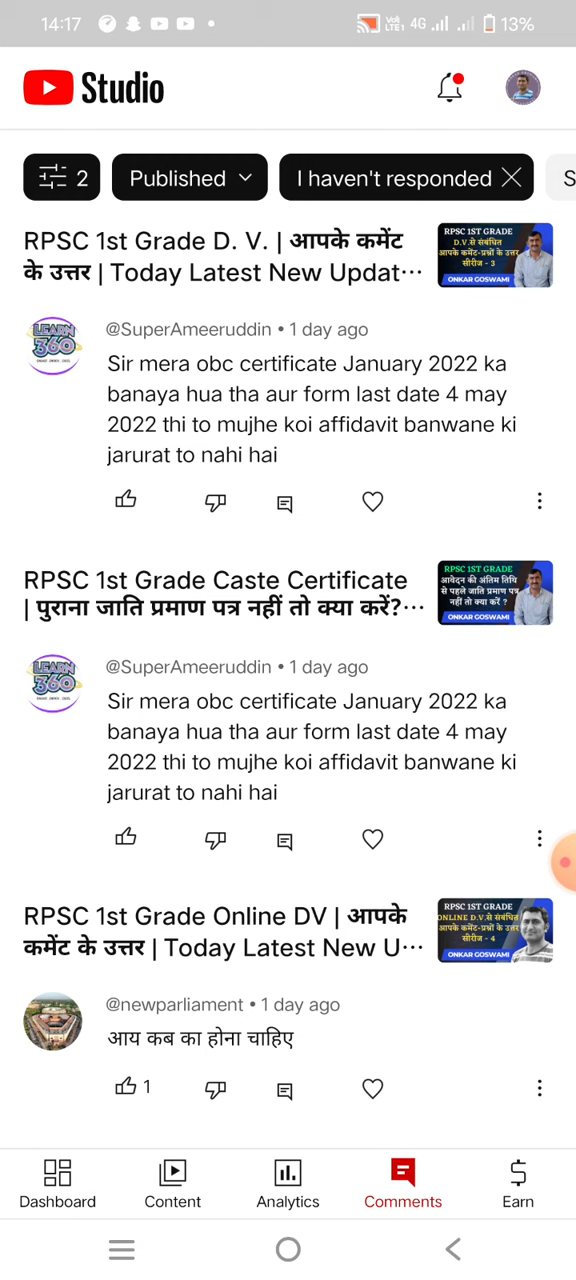 14:17
Vo)) LTE1 4G 13%
Studio
2 Published I haven't responded S
RPSC 1st Grade D. V. | आपके कमेंट
के उत्तर | Today Latest New Updat...
RPSC 1ST GRADE
D.V.से संबंधित
आपके कमेंट-प्रश्नों के उत्तर
सीरीज - 3
ONKAR GOSWAMI
LEARN
360
@SuperAmeeruddin • 1 day ago
Sir mera obc certificate January 2022 ka
banaya hua tha aur form last date 4 may
2022 thi to mujhe koi affidavit banwane ki
jarurat to nahi hai
RPSC 1st Grade Caste Certificate
| पुराना जाति प्रमाण पत्र नहीं तो क्या करें?...
RPSC 1ST GRADE
आवेदन की अंतिम तिथि
से पहले जाति प्रमाण पत्र
नहीं तो क्या करें ?
ONKAR GOSWAMI
LEARN
360
@SuperAmeeruddin • 1 day ago
Sir mera obc certificate January 2022 ka
banaya hua tha aur form last date 4 may
2022 thi to mujhe koi affidavit banwane ki
jarurat to nahi hai
RPSC 1st Grade Online DV | आपके
कमेंट के उत्तर | Today Latest New U...
RPSC 1ST GRADE
ONLINE D.V.से संबंधित
आपके कमेंट-प्रश्नों के उत्तर
सीरीज - 4
ONKAR GOSWAMI
@newparliament • 1 day ago
आय कब का होना चाहिए
1
Dashboard Content Analytics Comments Earn